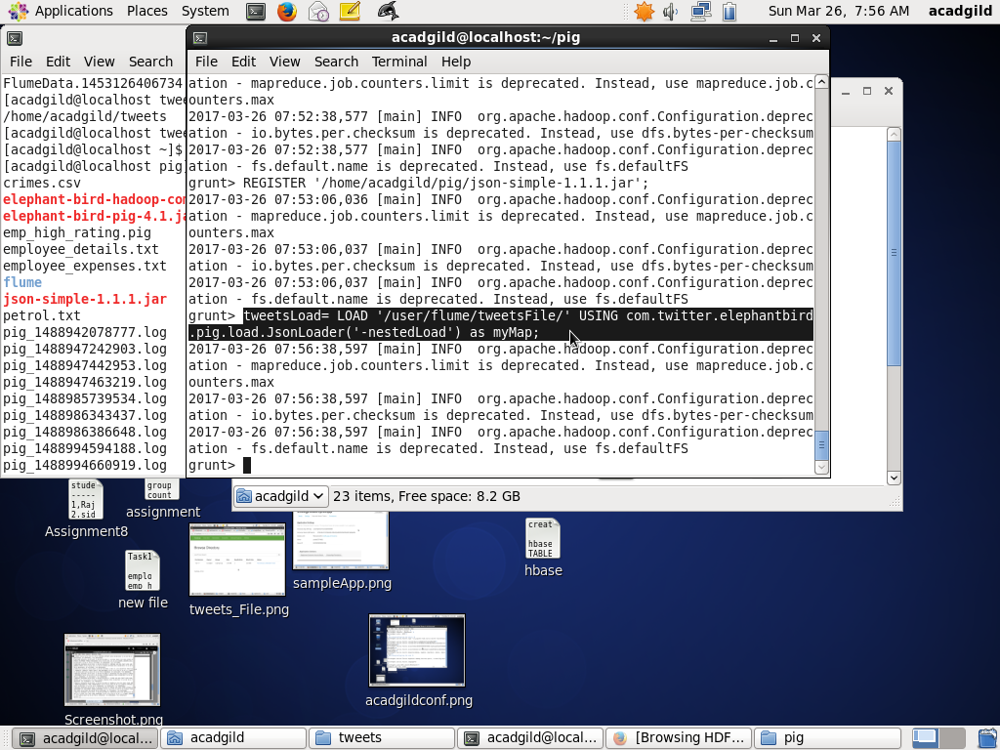 Applications Places System Sun Mar 26, 7:56 AM acadgild
File Edit View Search
FlumeData.1453126406734
[acadgild@localhost twee
/home/acadgild/tweets
[acadgild@localhost twee
[acadgild@localhost ~]$
[acadgild@localhost pig]
crimes.csv
elephant-bird-hadoop-com
elephant-bird-pig-4.1.ja
emp_high_rating.pig
employee_details.txt
employee_expenses.txt
flume
json-simple-1.1.1.jar
petrol.txt
pig_1488942078777.log
pig_1488947242903.log
pig_1488947442953.log
pig_1488947463219.log
pig_1488985739534.log
pig_1488986343437.log
pig_1488986386648.log
pig_1488994594188.log
pig_1488994660919.log
acadgild@localhost:~/pig
File Edit View Search Terminal Help
ation - mapreduce.job.counters.limit is deprecated. Instead, use mapreduce.job.c
ounters.max
2017-03-26 07:52:38,577 [main] INFO  org.apache.hadoop.conf.Configuration.deprec
ation - io.bytes.per.checksum is deprecated. Instead, use dfs.bytes-per-checksum
2017-03-26 07:52:38,577 [main] INFO  org.apache.hadoop.conf.Configuration.deprec
ation - fs.default.name is deprecated. Instead, use fs.defaultFS
grunt> REGISTER '/home/acadgild/pig/json-simple-1.1.1.jar';
2017-03-26 07:53:06,036 [main] INFO  org.apache.hadoop.conf.Configuration.deprec
ation - mapreduce.job.counters.limit is deprecated. Instead, use mapreduce.job.c
ounters.max
2017-03-26 07:53:06,037 [main] INFO  org.apache.hadoop.conf.Configuration.deprec
ation - io.bytes.per.checksum is deprecated. Instead, use dfs.bytes-per-checksum
2017-03-26 07:53:06,037 [main] INFO  org.apache.hadoop.conf.Configuration.deprec
ation - fs.default.name is deprecated. Instead, use fs.defaultFS
grunt> tweetsLoad= LOAD '/user/flume/tweetsFile/' USING com.twitter.elephantbird
.pig.load.JsonLoader('-nestedLoad') as myMap;
2017-03-26 07:56:38,596 [main] INFO  org.apache.hadoop.conf.Configuration.deprec
ation - mapreduce.job.counters.limit is deprecated. Instead, use mapreduce.job.c
ounters.max
2017-03-26 07:56:38,597 [main] INFO  org.apache.hadoop.conf.Configuration.deprec
ation - io.bytes.per.checksum is deprecated. Instead, use dfs.bytes-per-checksum
2017-03-26 07:56:38,597 [main] INFO  org.apache.hadoop.conf.Configuration.deprec
ation - fs.default.name is deprecated. Instead, use fs.defaultFS
grunt>
acadgild 23 items, Free space: 8.2 GB
stude
-----
1,Raj
2.sid
Assignment8
group
count
assignment
Task1
emplo
emp h
new file
tweets_File.png
sampleApp.png
creat
hbase
TABLE
hbase
Screenshot.png
acadgildconf.png
acadgild@local... acadgild tweets acadgild@local... [Browsing HDF... pig